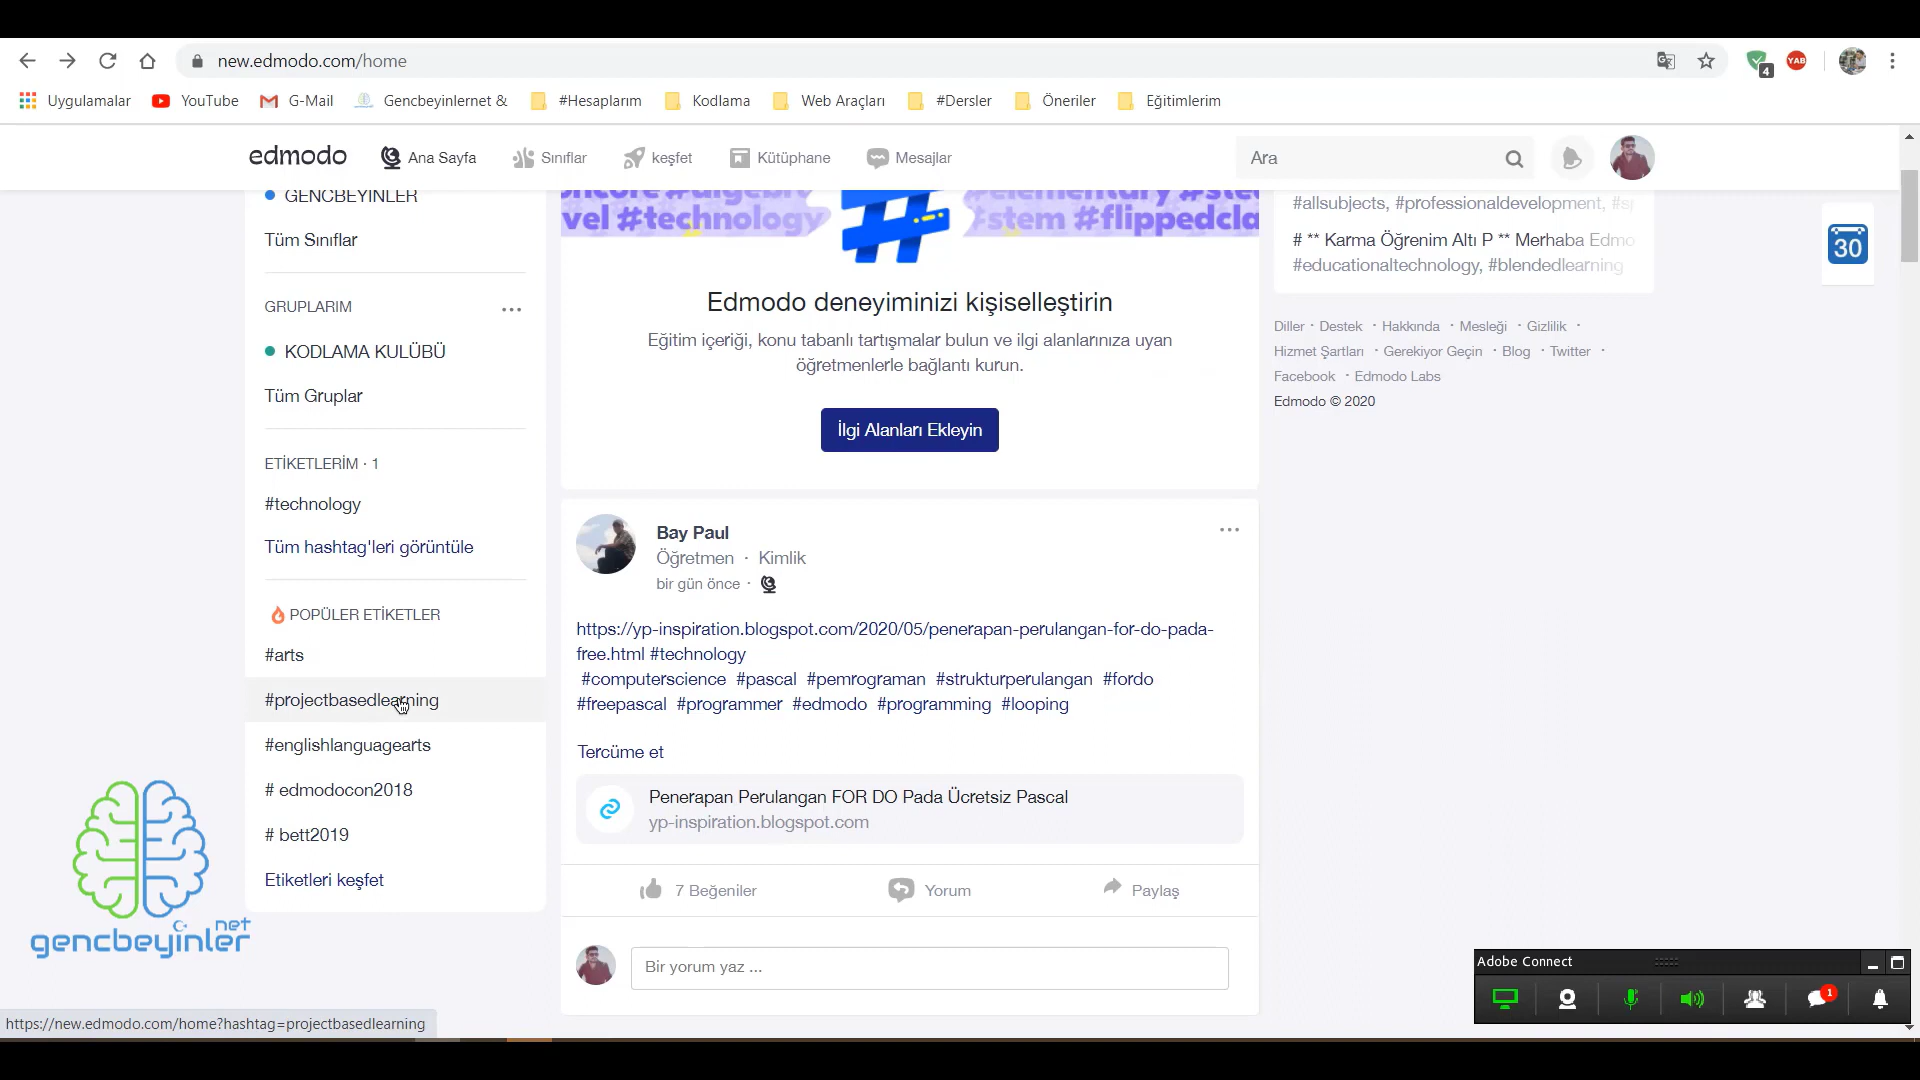 new.edmodo.com/home
4
YAB
Uygulamalar
YouTube
G-Mail
Gencbeyinlernet &
#Hesaplarım
Kodlama
Web Araçları
#Dersler
Öneriler
Eğitimlerim
edmodo
Ana Sayfa
Sınıflar
keşfet
Kütüphane
Mesajlar
Ara
GENCBEYINLER
Tüm Sınıflar
GRUPLARIM
KODLAMA KULÜBÜ
Tüm Gruplar
ETİKETLERİM · 1
#technology
Tüm hashtag'leri görüntüle
POPÜLER ETİKETLER
#arts
#projectbasedlearning
#englishlanguagearts
# edmodocon2018
# bett2019
Etiketleri keşfet
vel #technology
#stem #flippedcla
Edmodo deneyiminizi kişiselleştirin
Eğitim içeriği, konu tabanlı tartışmalar bulun ve ilgi alanlarınıza uyan
öğretmenlerle bağlantı kurun.
İlgi Alanları Ekleyin
Bay Paul
Öğretmen · Kimlik
bir gün önce ·
https://yp-inspiration.blogspot.com/2020/05/penerapan-perulangan-for-do-pada-
free.html #technology
#computerscience #pascal #pemrograman #strukturperulangan #fordo
#freepascal #programmer #edmodo #programming #looping
Tercüme et
Penerapan Perulangan FOR DO Pada Ücretsiz Pascal
yp-inspiration.blogspot.com
7 Beğeniler
Yorum
Paylaş
Bir yorum yaz ...
#allsubjects, #professionaldevelopment, #s
# ** Karma Öğrenim Altı P ** Merhaba Edmo
#educationaltechnology, #blendedlearning
30
Diller · Destek · Hakkında · Mesleği · Gizlilik ·
Hizmet Şartları · Gerekiyor Geçin · Blog · Twitter ·
Facebook · Edmodo Labs
Edmodo © 2020
net
gencbeyinler
Adobe Connect
1
https://new.edmodo.com/home?hashtag=projectbasedlearning